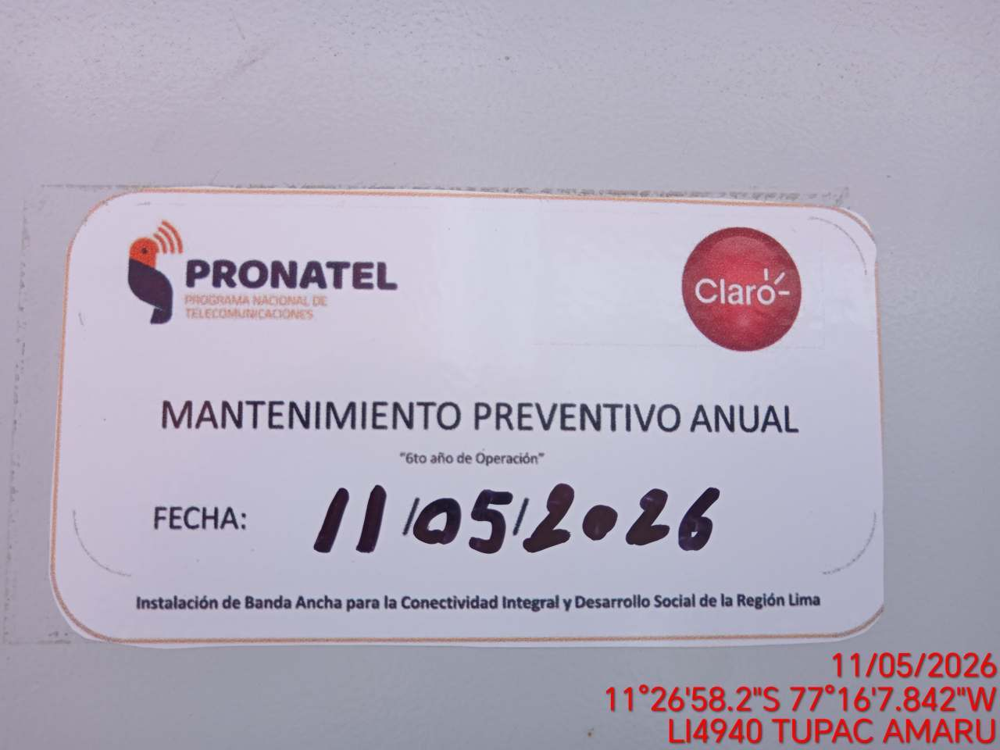 PRONATEL
PROGRAMA NACIONAL DE
TELECOMUNICACIONES
Claro
MANTENIMIENTO PREVENTIVO ANUAL
"6to año de Operación"
FECHA: 11/05/2026
Instalación de Banda Ancha para la Conectividad Integral y Desarrollo Social de la Región Lima
11/05/2026
11°26'58.2"S 77°16'7.842"W
LI4940 TUPAC AMARU